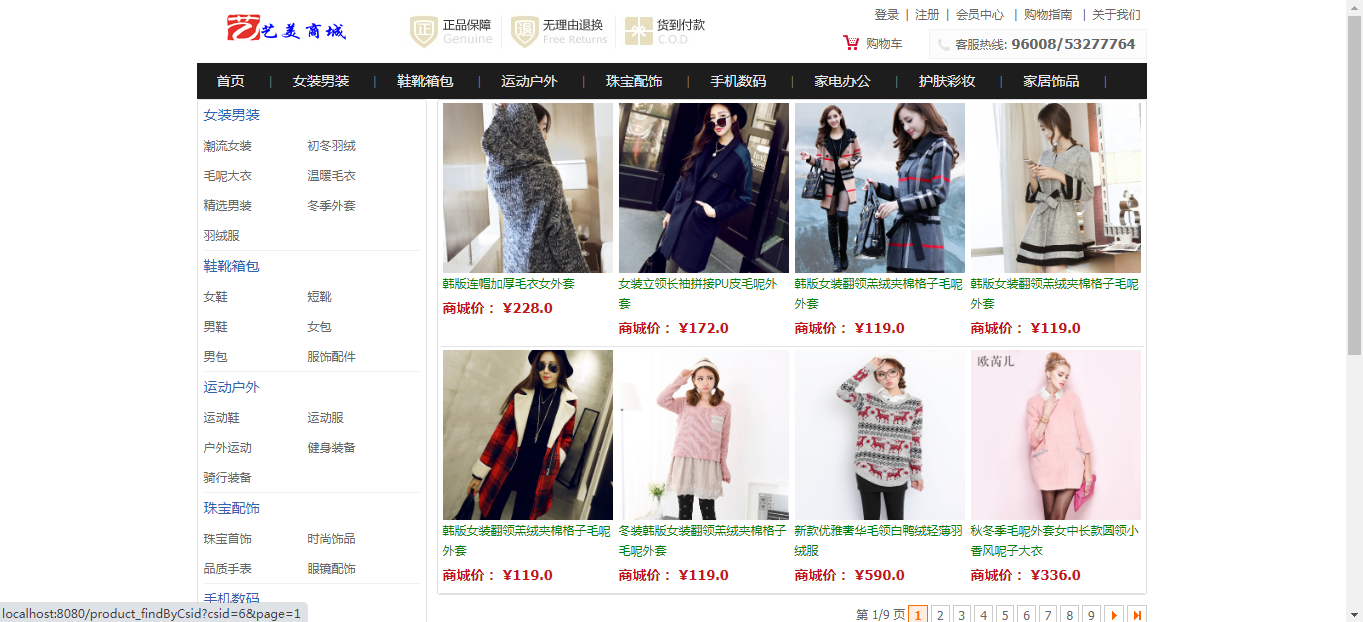 登录 | 注册 | 会员中心 | 购物指南 | 关于我们
艺 艺美商城
正 正品保障 Genuine
退 无理由退换 Free Returns
货到付款 C.O.D
购物车
客服热线: 96008/53277764
首页 | 女装男装 | 鞋靴箱包 | 运动户外 | 珠宝配饰 | 手机数码 | 家电办公 | 护肤彩妆 | 家居饰品 |
女装男装
潮流女装 初冬羽绒
毛呢大衣 温暖毛衣
精选男装 冬季外套
羽绒服
鞋靴箱包
女鞋 短靴
男鞋 女包
男包 服饰配件
运动户外
运动鞋 运动服
户外运动 健身装备
骑行装备
珠宝配饰
珠宝首饰 时尚饰品
品质手表 眼镜配饰
手机数码
韩版连帽加厚毛衣女外套
商城价： ¥228.0
女装立领长袖拼接PU皮毛呢外
套
商城价： ¥172.0
韩版女装翻领羔绒夹棉格子毛呢
外套
商城价： ¥119.0
韩版女装翻领羔绒夹棉格子毛呢
外套
商城价： ¥119.0
韩版女装翻领羔绒夹棉格子毛呢
外套
商城价： ¥119.0
冬装韩版女装翻领羔绒夹棉格子
毛呢外套
商城价： ¥119.0
新款优雅奢华毛领白鸭绒轻薄羽
绒服
商城价： ¥590.0
欧芮儿
秋冬季毛呢外套女中长款圆领小
香风呢子大衣
商城价： ¥336.0
第 1/9 页 1 2 3 4 5 6 7 8 9
localhost:8080/product_findByCsid?csid=6&page=1